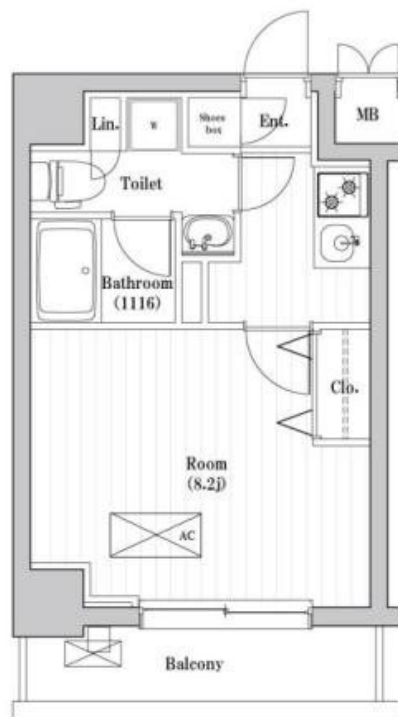 Lin.
W
Shoes
box
Ent.
MB
Toilet
Bathroom
(1116)
Clo.
Room
(8.2j)
AC
Balcony